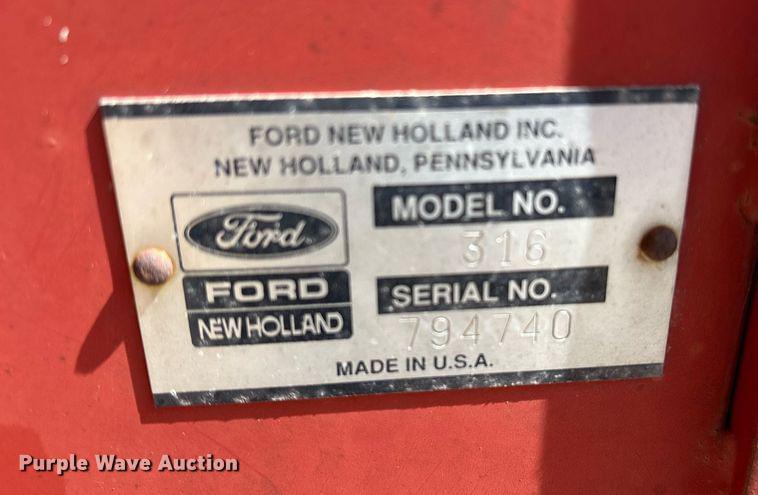 FORD NEW HOLLAND INC.
NEW HOLLAND, PENNSYLVANIA
Ford
FORD
NEW HOLLAND
MODEL NO.
316
SERIAL NO.
794740
MADE IN U.S.A.
Purple Wave Auction